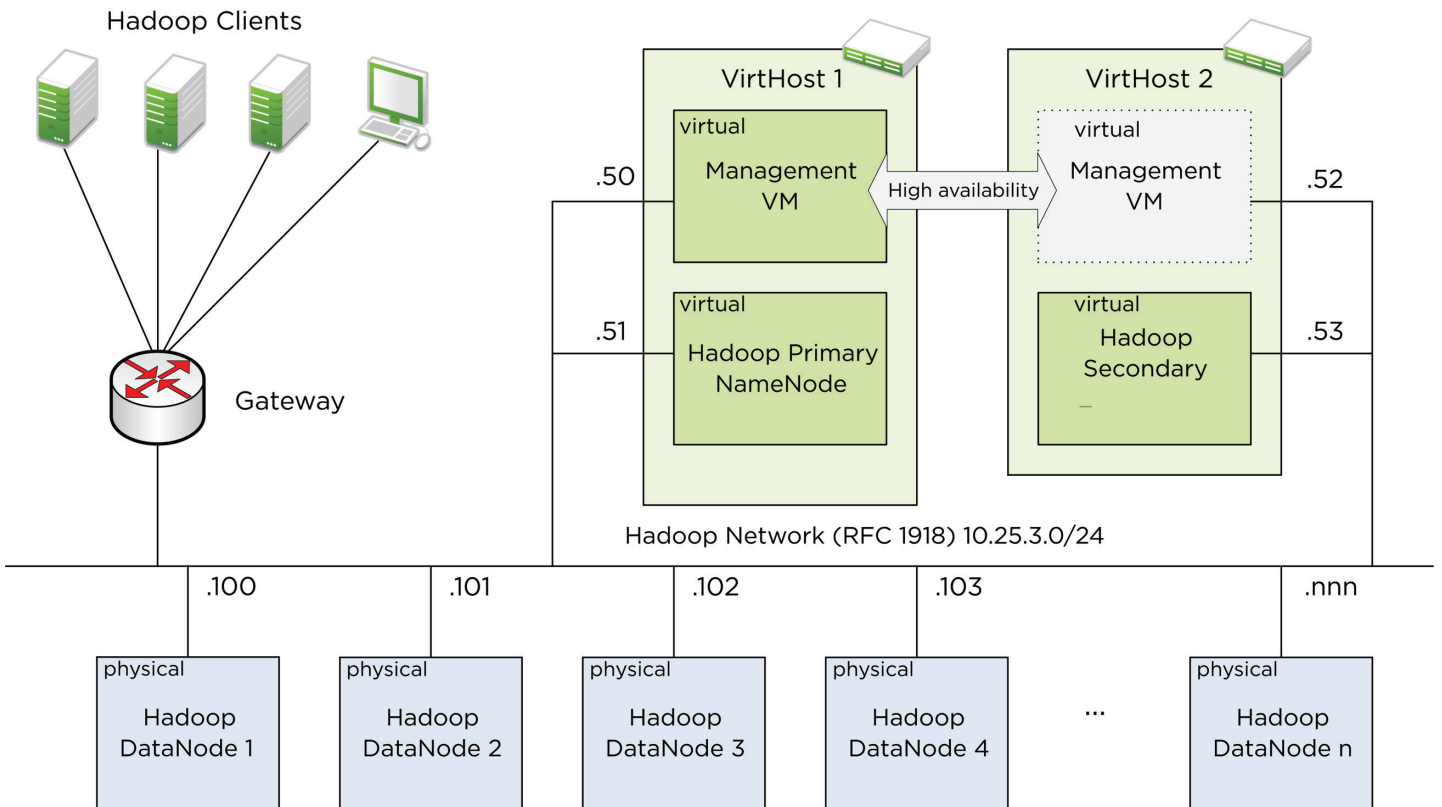 Hadoop Clients
VirtHost 1
VirtHost 2
virtual
Management
VM
High availability
virtual
Management
VM
.50
.52
virtual
Hadoop Primary
NameNode
virtual
Hadoop
Secondary
.51
.53
Gateway
Hadoop Network (RFC 1918) 10.25.3.0/24
.100
.101
.102
.103
.nnn
physical
Hadoop
DataNode 1
physical
Hadoop
DataNode 2
physical
Hadoop
DataNode 3
physical
Hadoop
DataNode 4
...
physical
Hadoop
DataNode n